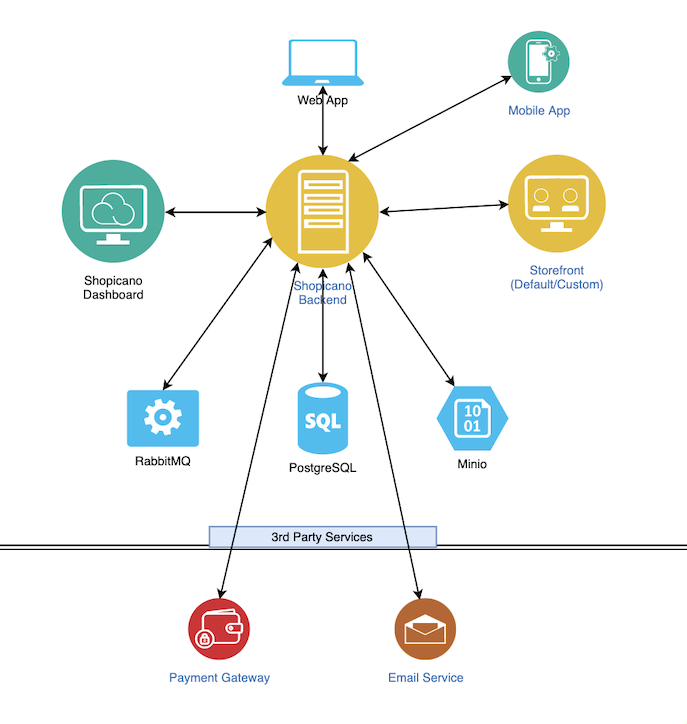 Web App
Mobile App
Shopicano
Dashboard
Shopicano
Backend
Storefront
(Default/Custom)
RabbitMQ
SQL
PostgreSQL
10
01
Minio
3rd Party Services
Payment Gateway
Email Service